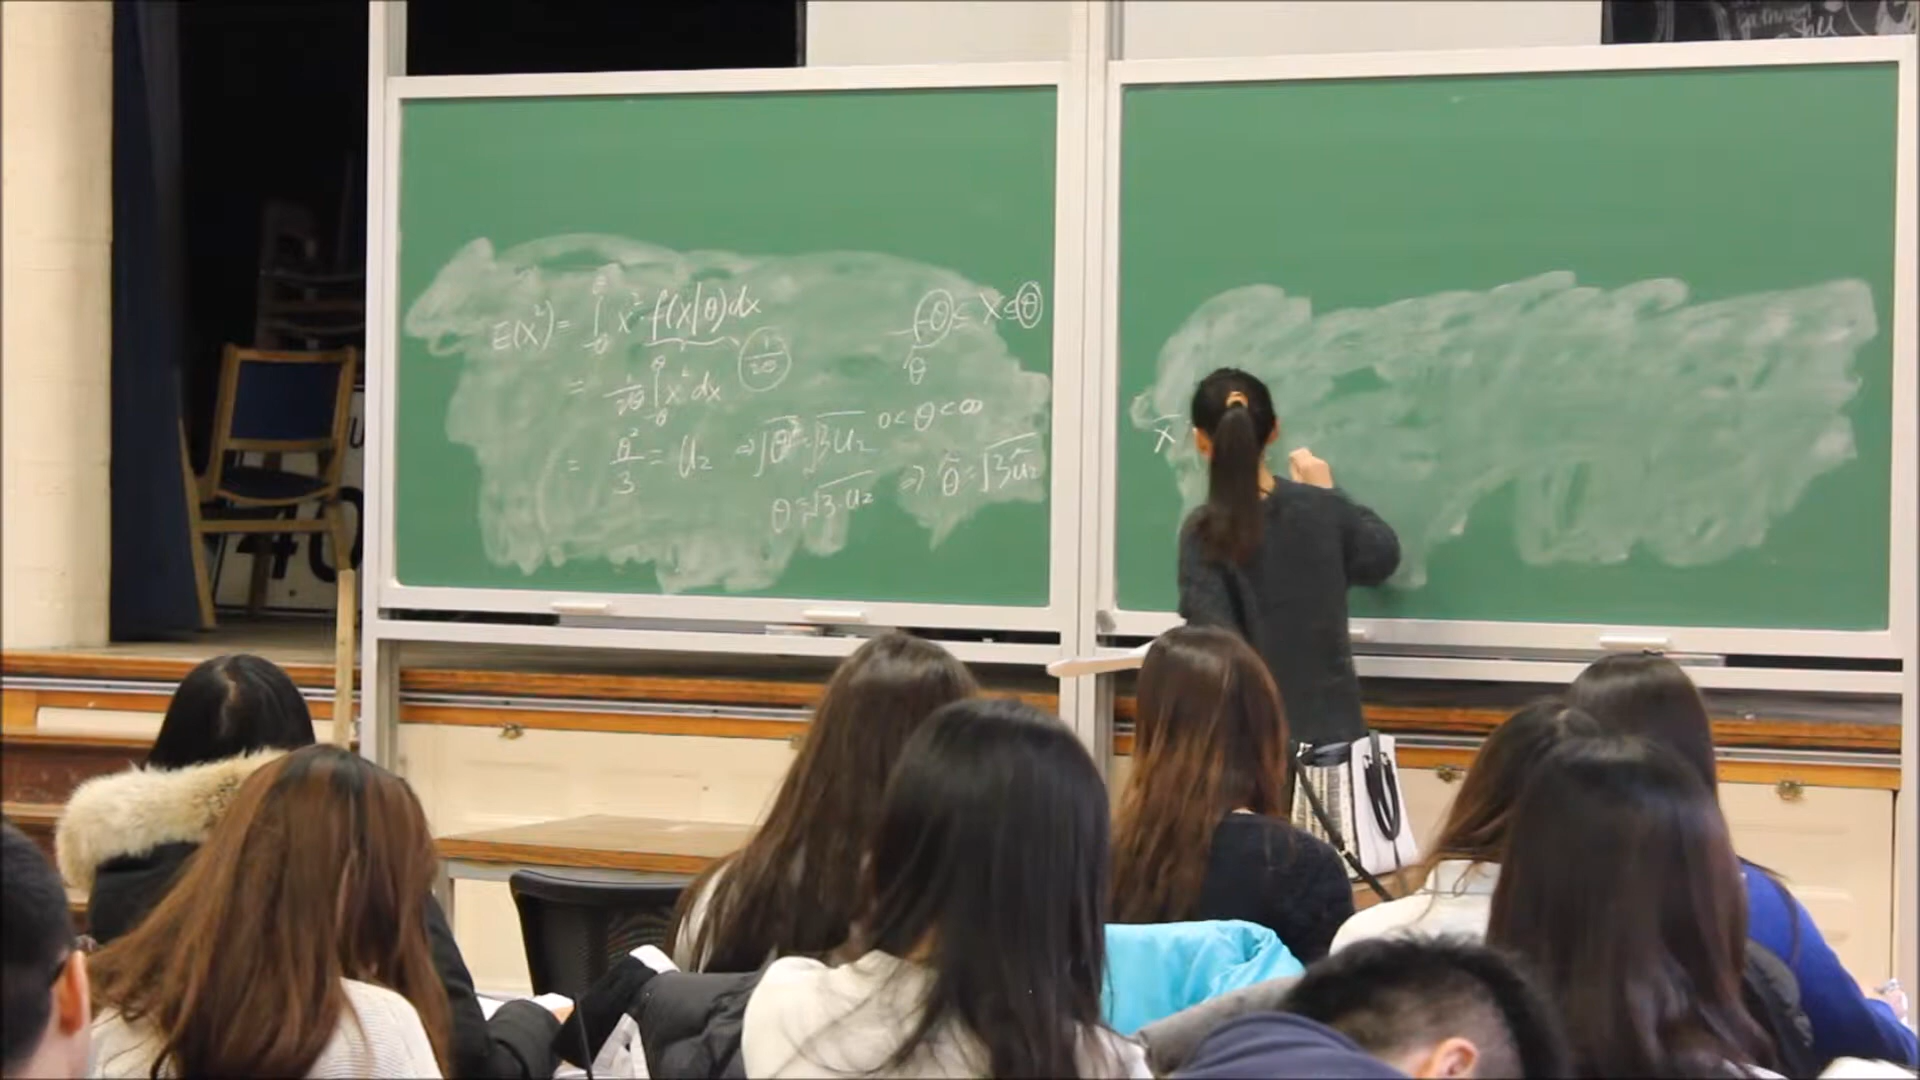 E(X²) = ∫_{-θ}^{θ} x² f(x|θ)dx
1/2θ
-θ ≤ X ≤ θ
θ
= 1/2θ ∫_{-θ}^{θ} x² dx
0 < θ < ∞
= θ²/3 = U₂ ⇒ √θ² = √3U₂
θ = √3·U₂ ⇒ θ̂ = √3û₂
x̄